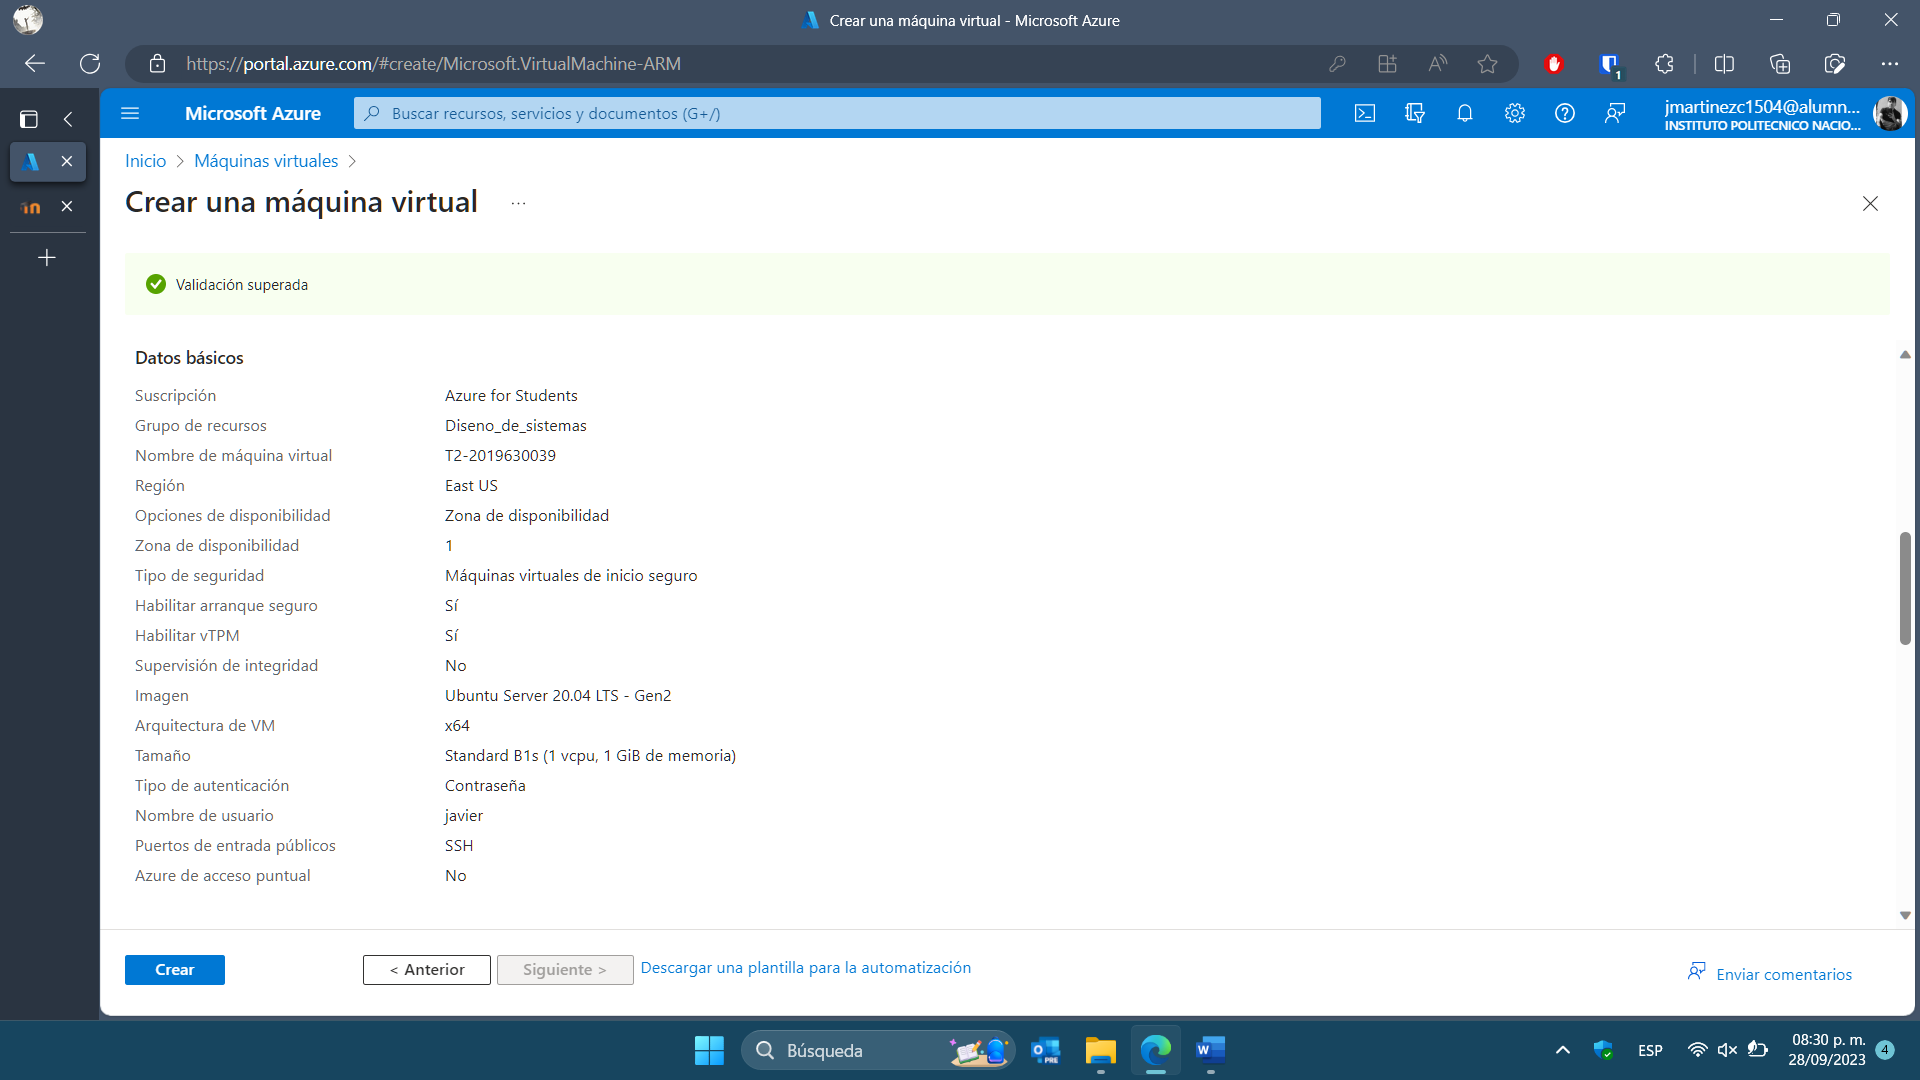 Crear una máquina virtual - Microsoft Azure
https://portal.azure.com/#create/Microsoft.VirtualMachine-ARM
1
Microsoft Azure
Buscar recursos, servicios y documentos (G+/)
jmartinezc1504@alumn...
INSTITUTO POLITECNICO NACIO...
Inicio > Máquinas virtuales >
Crear una máquina virtual ...
Validación superada
Datos básicos
Suscripción Azure for Students
Grupo de recursos Diseno_de_sistemas
Nombre de máquina virtual T2-2019630039
Región East US
Opciones de disponibilidad Zona de disponibilidad
Zona de disponibilidad 1
Tipo de seguridad Máquinas virtuales de inicio seguro
Habilitar arranque seguro Sí
Habilitar vTPM Sí
Supervisión de integridad No
Imagen Ubuntu Server 20.04 LTS - Gen2
Arquitectura de VM x64
Tamaño Standard B1s (1 vcpu, 1 GiB de memoria)
Tipo de autenticación Contraseña
Nombre de usuario javier
Puertos de entrada públicos SSH
Azure de acceso puntual No
Crear
< Anterior
Siguiente >
Descargar una plantilla para la automatización
Enviar comentarios
Búsqueda
ESP
08:30 p. m.
28/09/2023
4